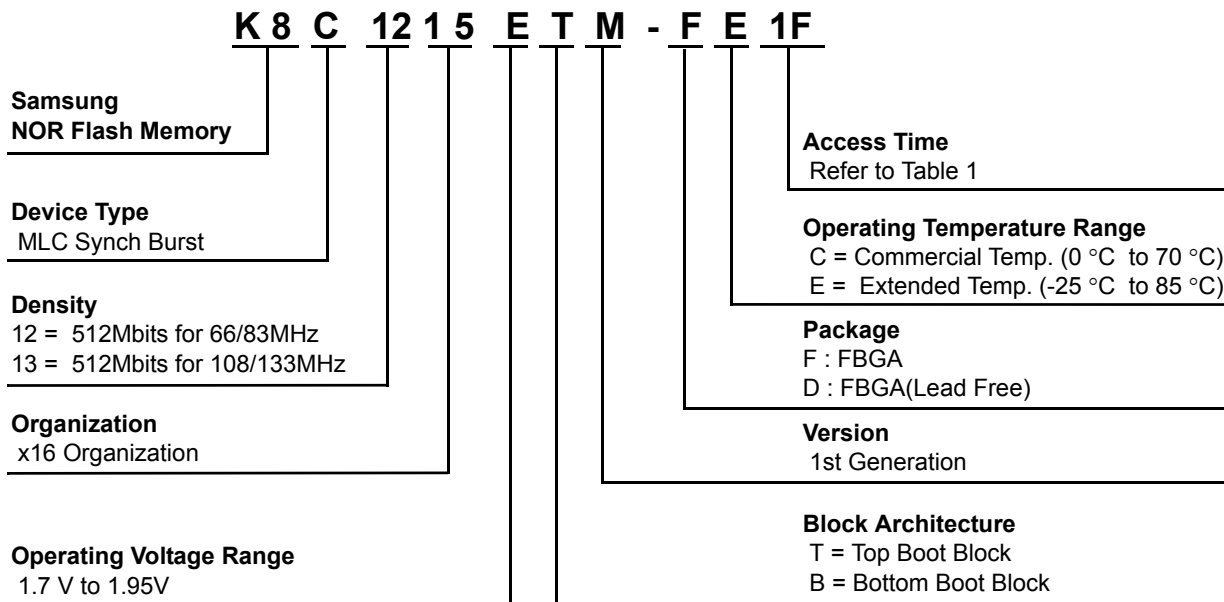 K 8 C 12 1 5 E T M - F E 1F
Samsung
NOR Flash Memory
Device Type
MLC Synch Burst
Density
12 = 512Mbits for 66/83MHz
13 = 512Mbits for 108/133MHz
Organization
x16 Organization
Operating Voltage Range
1.7 V to 1.95V
Access Time
Refer to Table 1
Operating Temperature Range
C = Commercial Temp. (0 °C to 70 °C)
E = Extended Temp. (-25 °C to 85 °C)
Package
F : FBGA
D : FBGA(Lead Free)
Version
1st Generation
Block Architecture
T = Top Boot Block
B = Bottom Boot Block